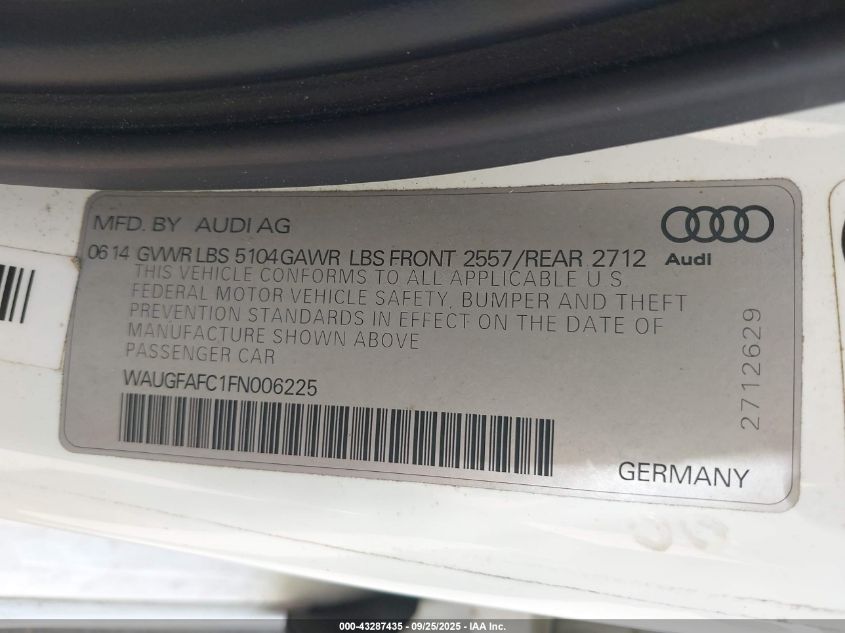 MFD. BY AUDI AG
0614 GVWR LBS 5104 GAWR LBS FRONT 2557/REAR 2712
Audi
THIS VEHICLE CONFORMS TO ALL APPLICABLE U.S.
FEDERAL MOTOR VEHICLE SAFETY, BUMPER AND THEFT
PREVENTION STANDARDS IN EFFECT ON THE DATE OF
MANUFACTURE SHOWN ABOVE
PASSENGER CAR
WAUGFAFC1FN006225
2712629
GERMANY
000-43287435 - 09/25/2025 - IAA Inc.